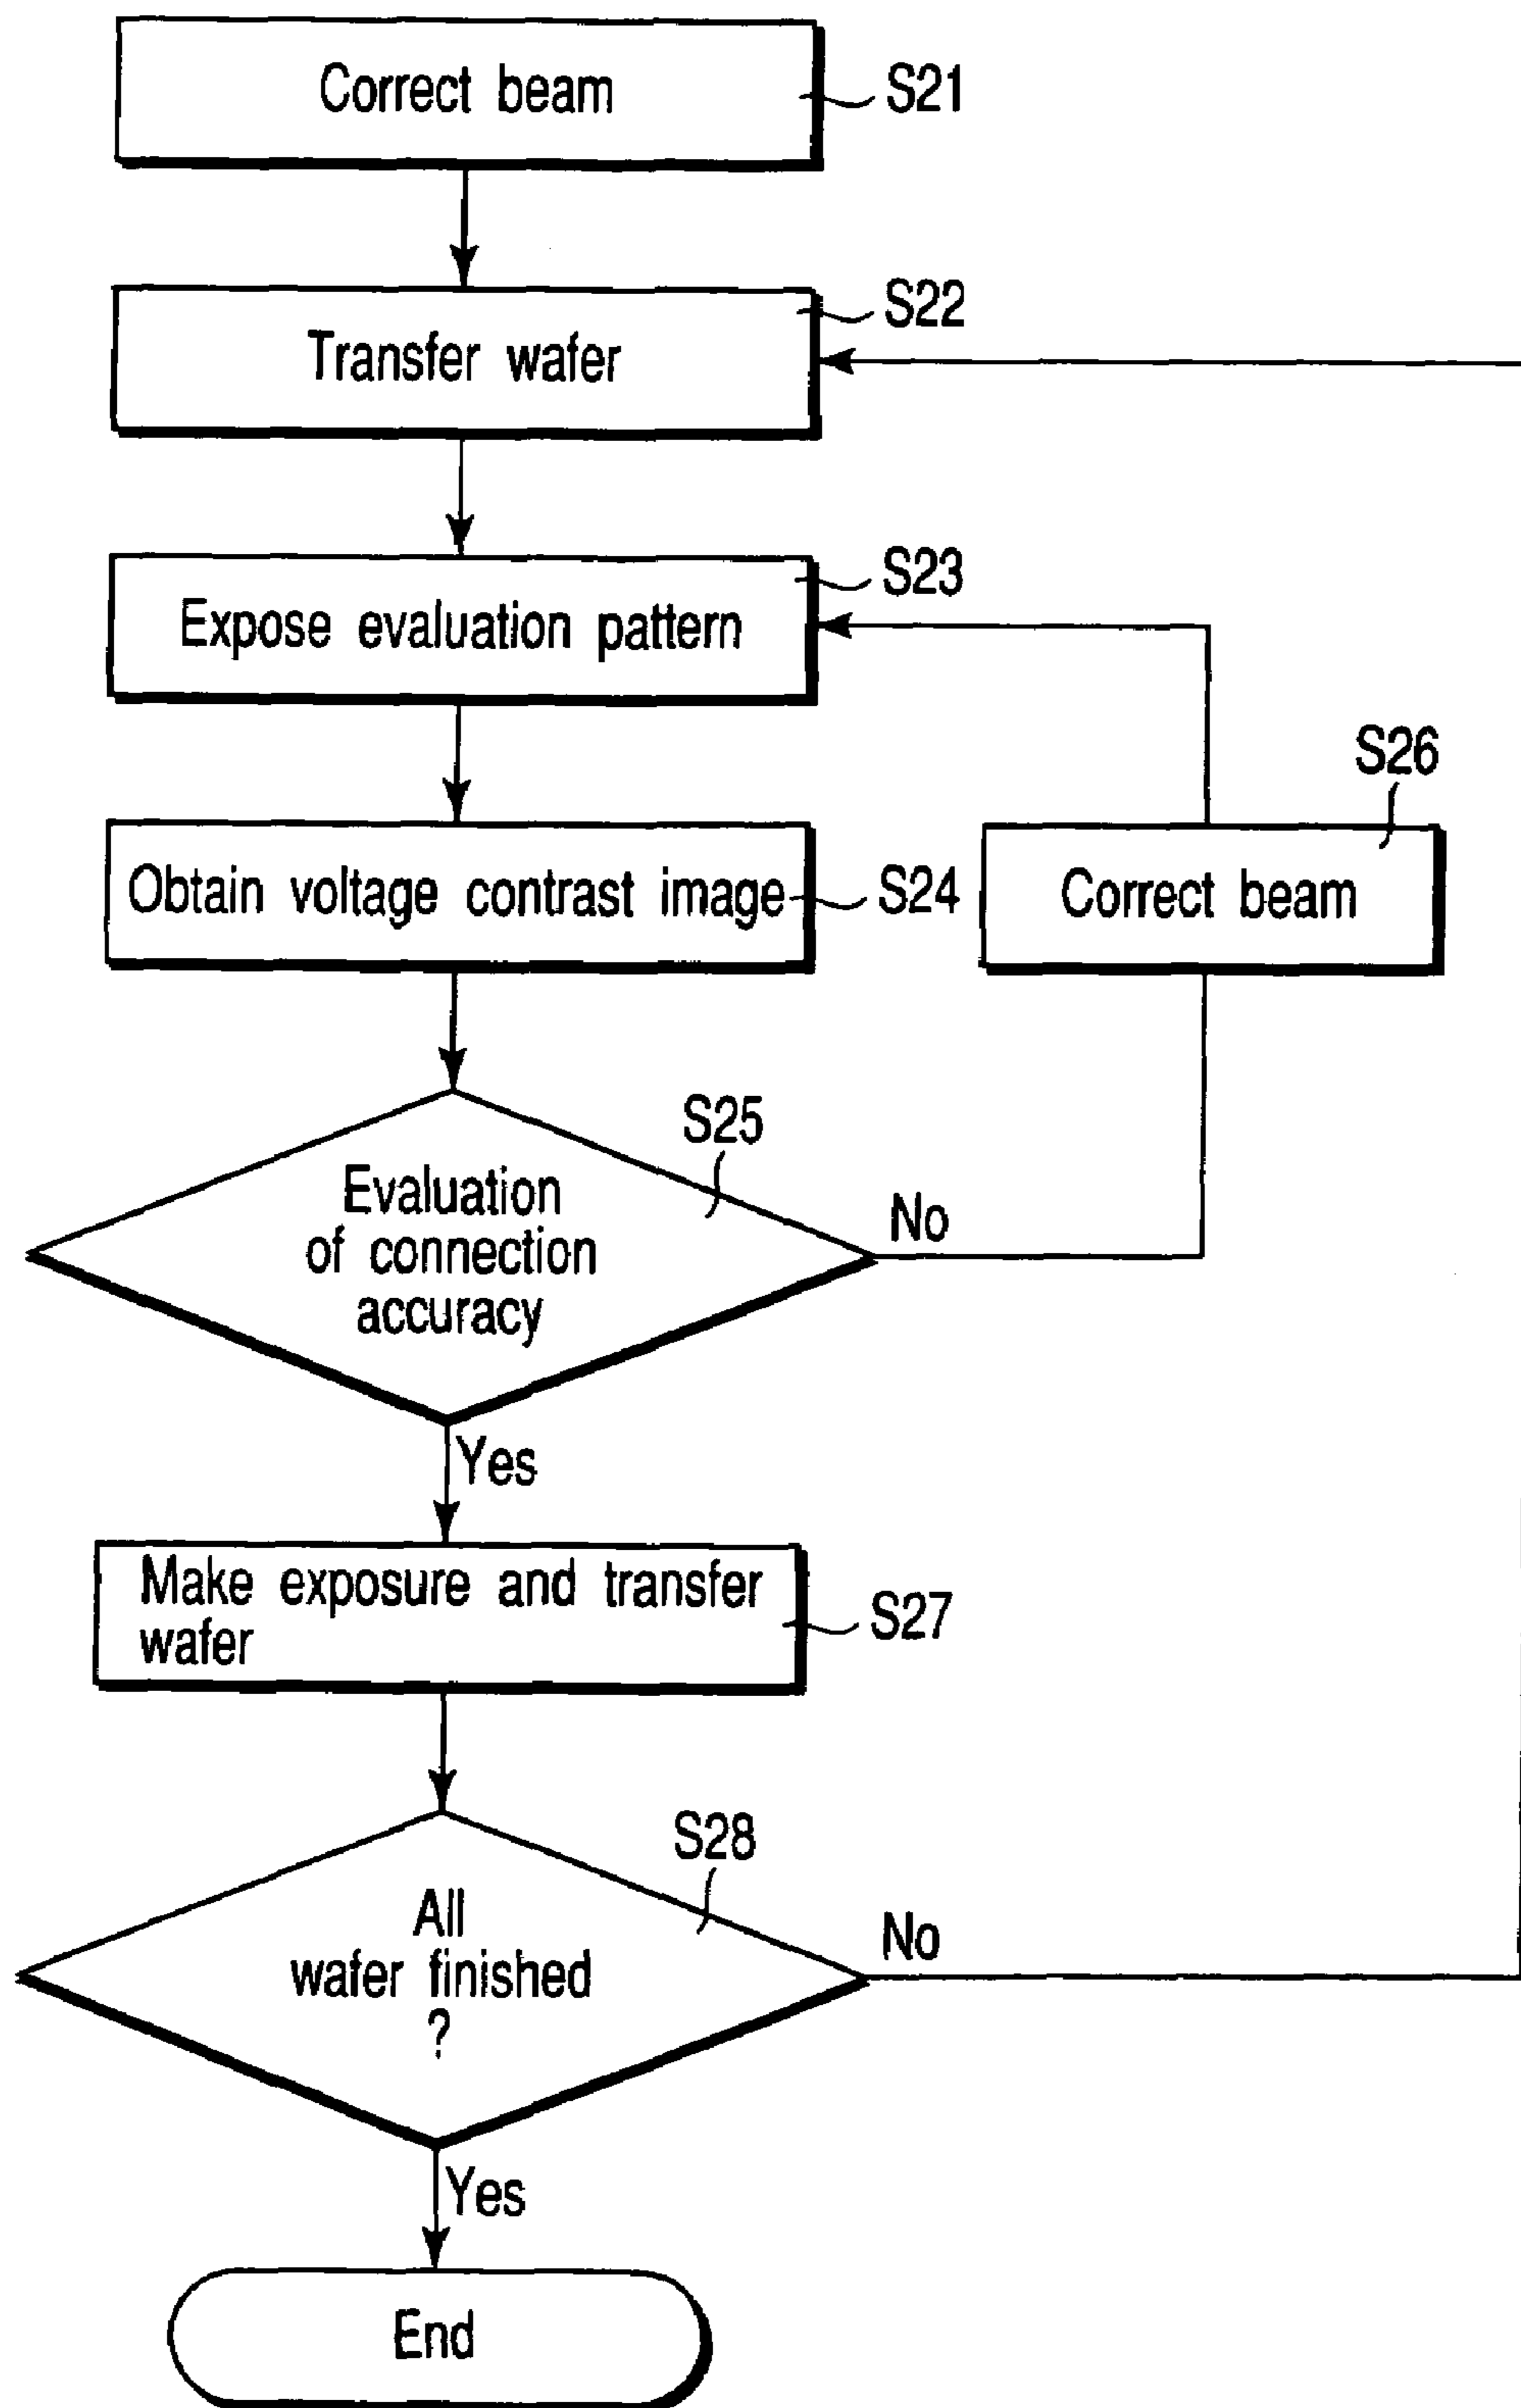 Correct beam
S21
Transfer wafer
S22
Expose evaluation pattern
S23
Obtain voltage contrast image
S24
Correct beam
S26
Evaluation
of connection
accuracy
S25
No
Yes
Make exposure and transfer
wafer
S27
All
wafer finished
?
S28
No
Yes
End